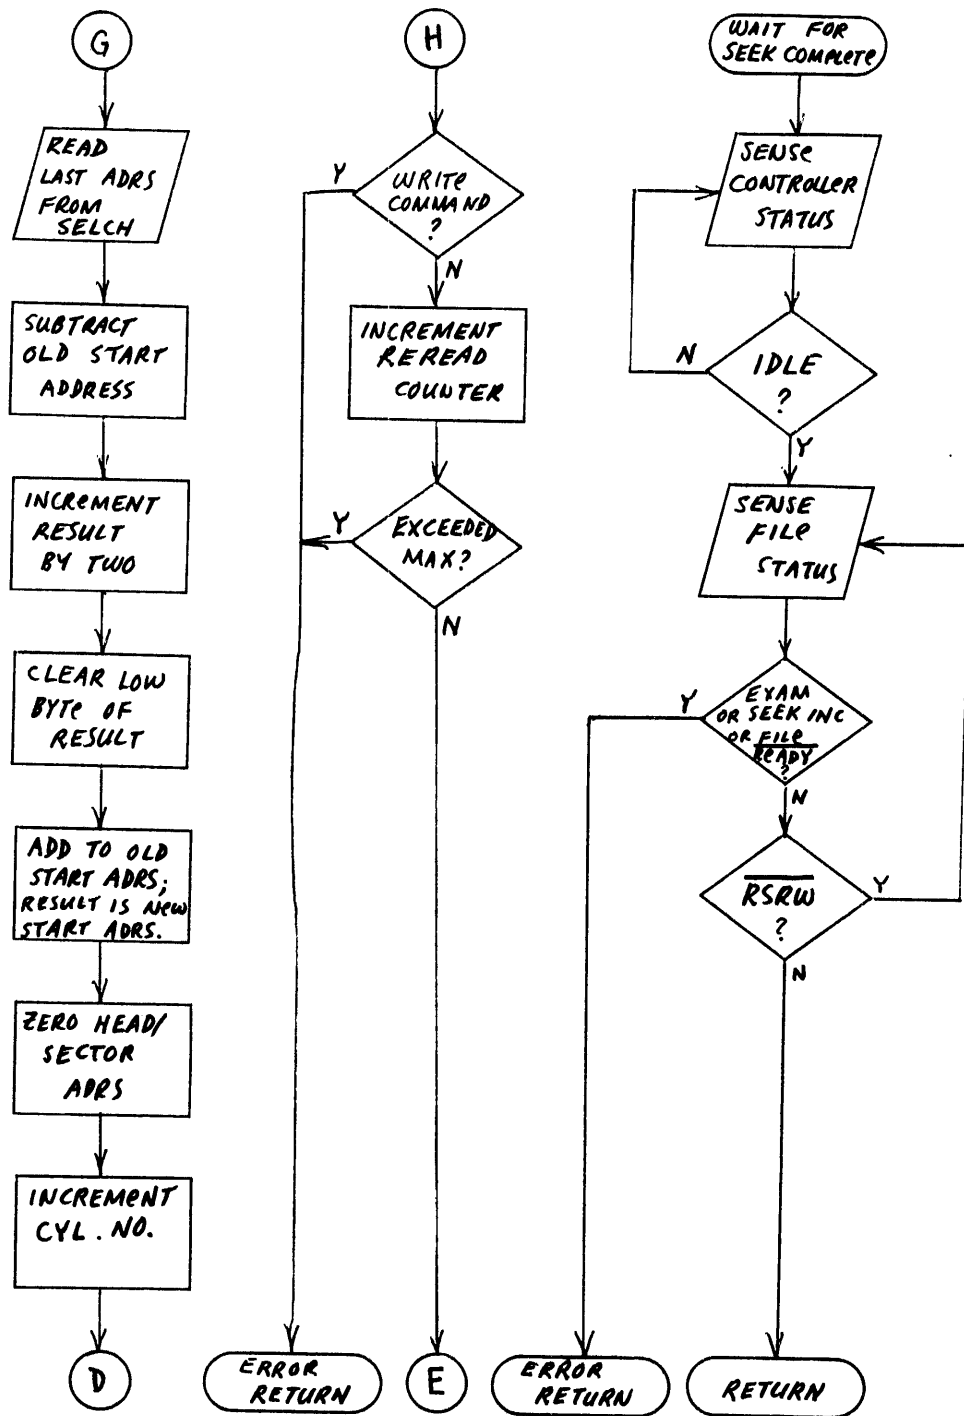 G
READ
LAST ADRS
FROM
SELCH
SUBTRACT
OLD START
ADDRESS
INCREMENT
RESULT
BY TWO
CLEAR LOW
BYTE OF
RESULT
ADD TO OLD
START ADRS;
RESULT IS NEW
START ADRS.
ZERO HEAD/
SECTOR
ADRS
INCREMENT
CYL. NO.
D
H
Y
WRITE
COMMAND
?
N
INCREMENT
REREAD
COUNTER
Y
EXCEEDED
MAX?
N
ERROR
RETURN
E
WAIT FOR
SEEK COMPLETE
SENSE
CONTROLLER
STATUS
N
IDLE
?
Y
SENSE
FILE
STATUS
Y
EXAM
OR SEEK INC
OR FILE
READY
?
N
RSRW
?
Y
N
ERROR
RETURN
RETURN